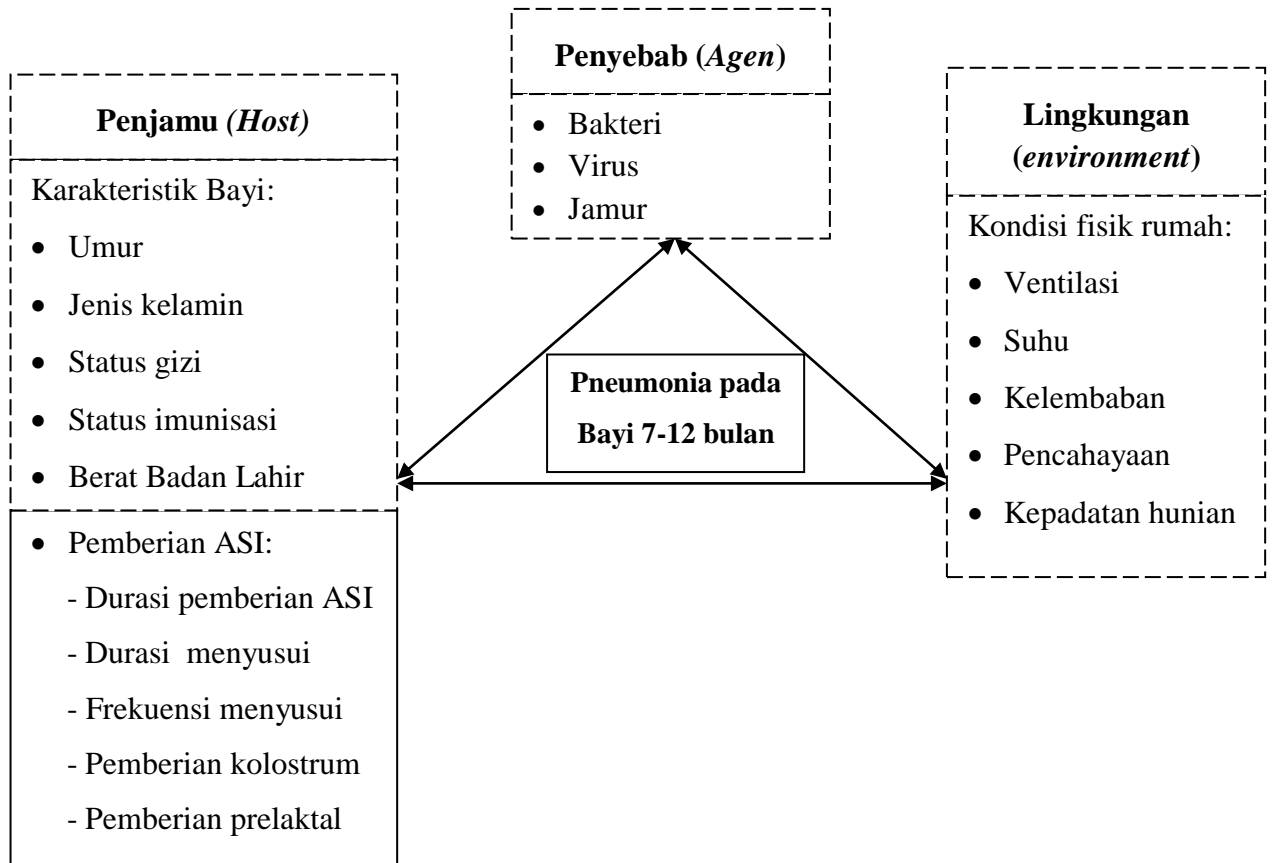 Penyebab (Agen)
• Bakteri
• Virus
• Jamur
Penjamu (Host)
Karakteristik Bayi:
• Umur
• Jenis kelamin
• Status gizi
• Status imunisasi
• Berat Badan Lahir
• Pemberian ASI:
- Durasi pemberian ASI
- Durasi menyusui
- Frekuensi menyusui
- Pemberian kolostrum
- Pemberian prelaktal
Pneumonia pada
Bayi 7-12 bulan
Lingkungan
(environment)
Kondisi fisik rumah:
• Ventilasi
• Suhu
• Kelembaban
• Pencahayaan
• Kepadatan hunian